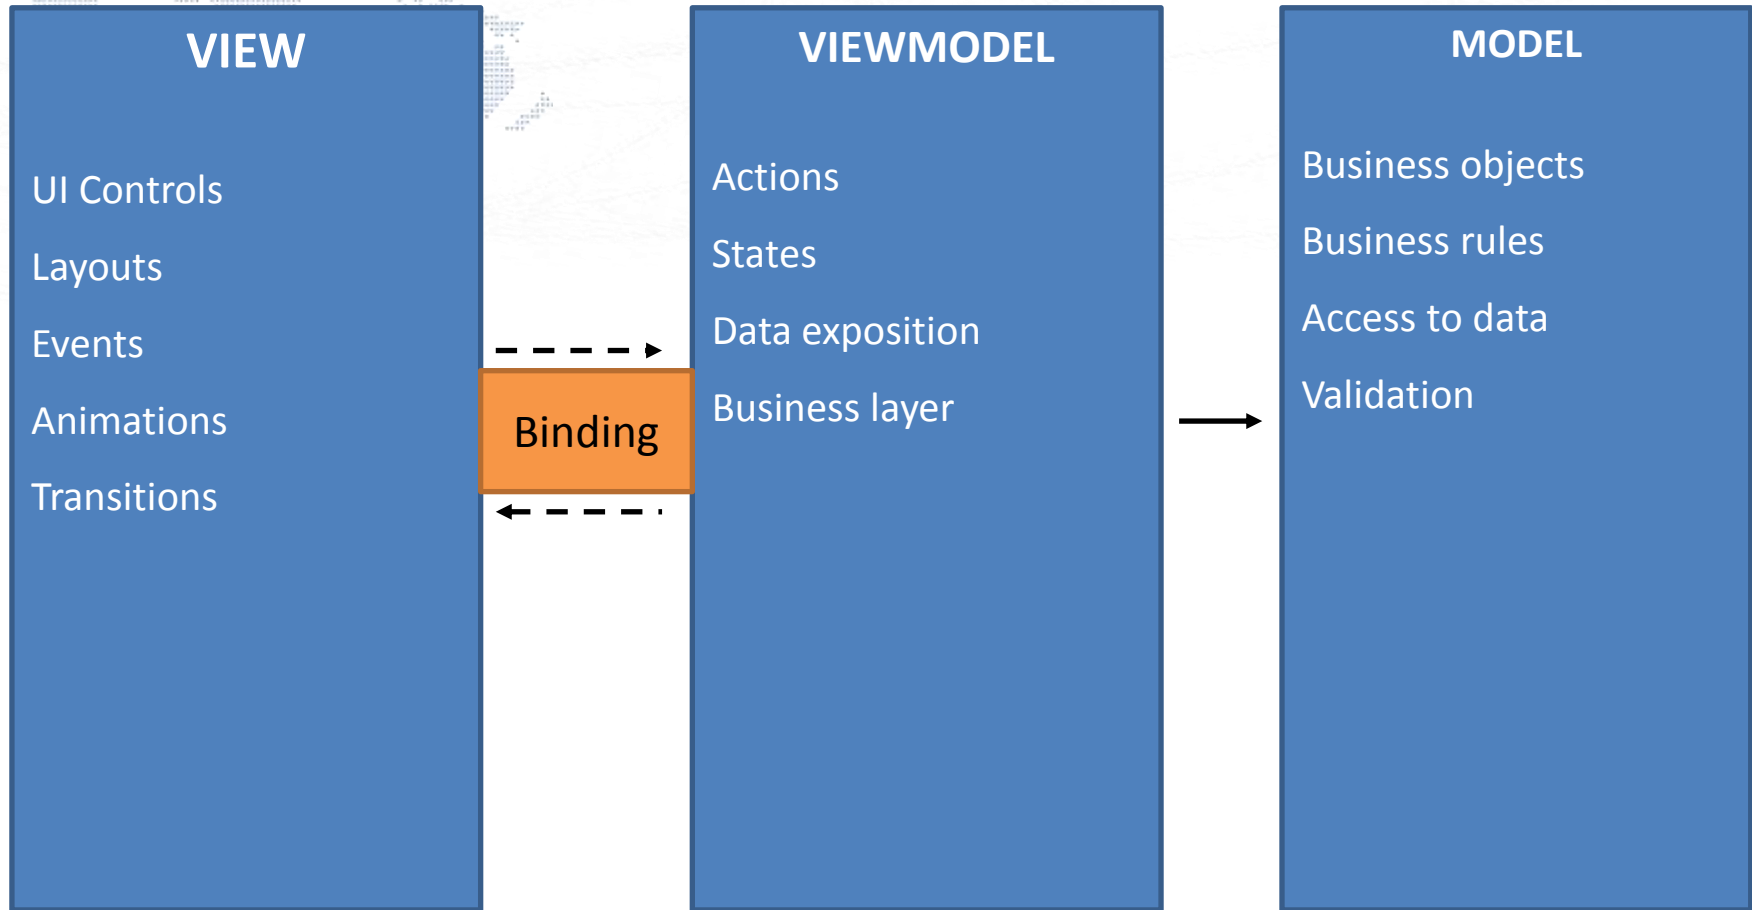 VIEW
UI Controls
Layouts
Events
Animations
Transitions
Binding
VIEWMODEL
Actions
States
Data exposition
Business layer
MODEL
Business objects
Business rules
Access to data
Validation